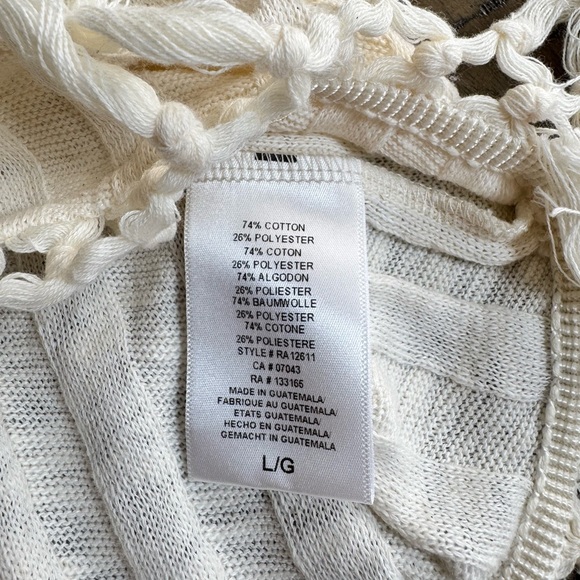 74% COTTON
26% POLYESTER
74% COTON
26% POLYESTER
74% ALGODON
26% POLIESTER
74% BAUMWOLLE
26% POLYESTER
74% COTONE
26% POLIESTERE
STYLE # RA12611
CA # 07043
RA # 133166
MADE IN GUATEMALA/
FABRIQUE AU GUATEMALA/
ETATS GUATEMALA/
HECHO EN GUATEMALA/
GEMACHT IN GUATEMALA
L/G